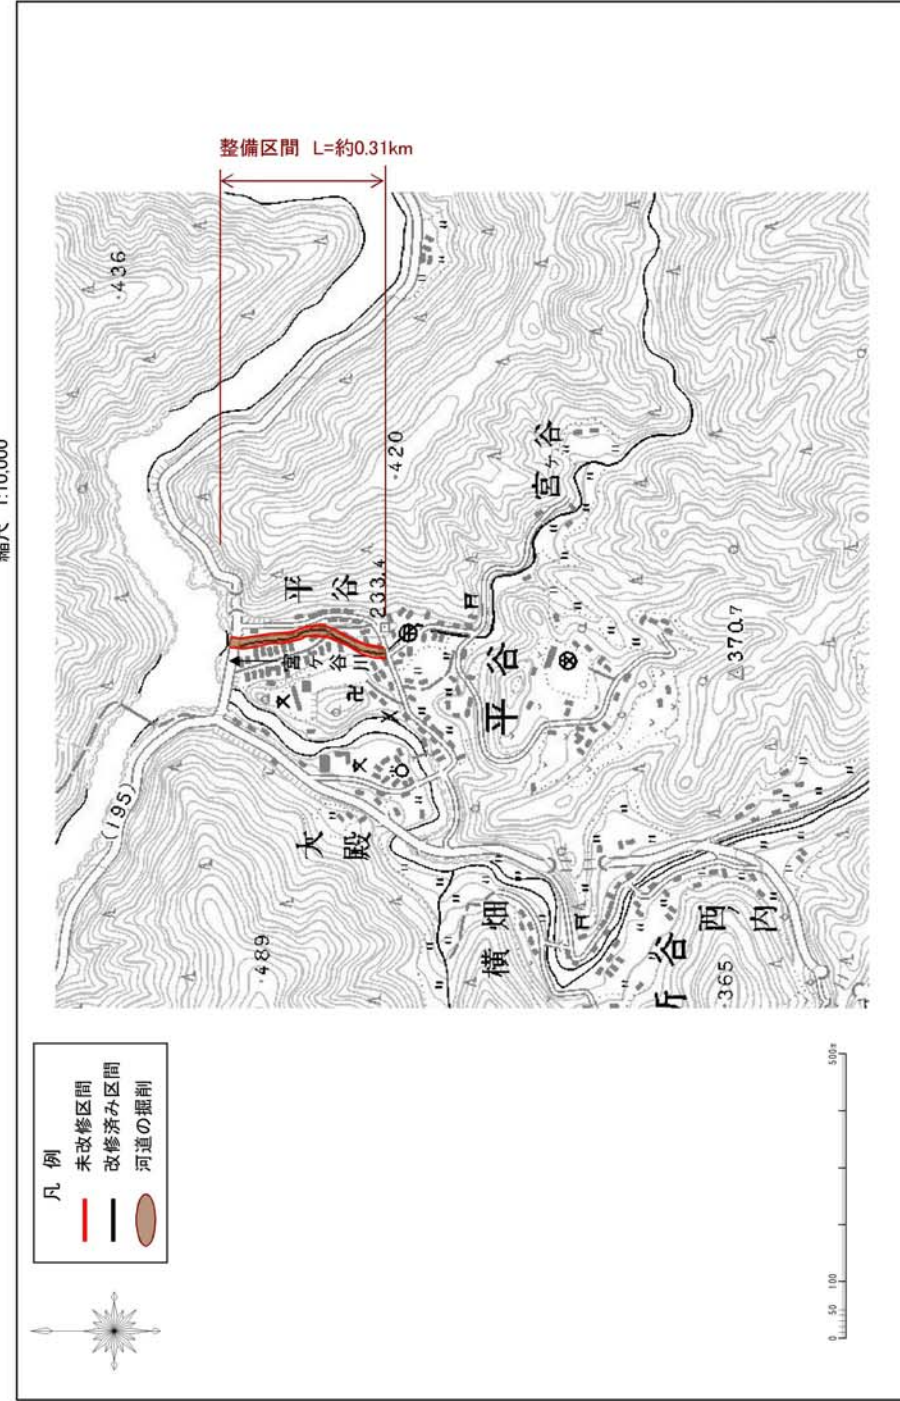 縮尺 1:10,000
整備区間 L=約0.31km
・436
・420
宮ヶ谷
平谷
233.4
宮ヶ谷川
平谷
370.7
(195)
大殿
・489
横畑
西内
谷
365
凡例
未改修区間
改修済み区間
河道の掘削
0 50 100 500m